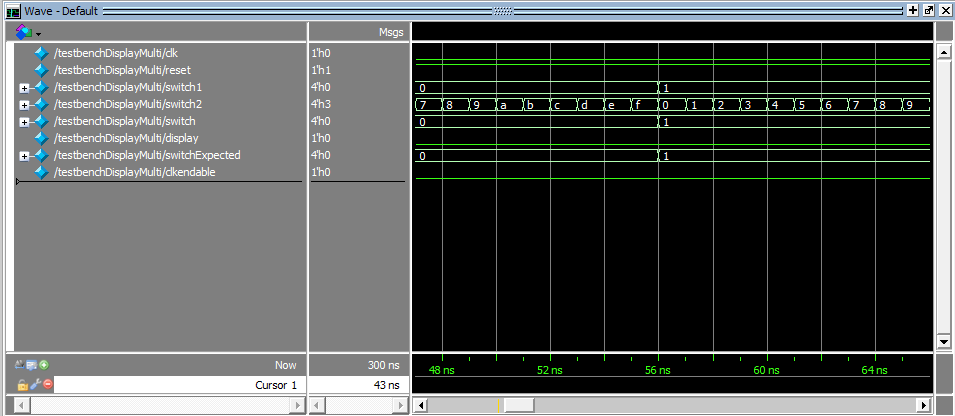 Wave - Default
Msgs
/testbenchDisplayMulti/clk 1'h0
/testbenchDisplayMulti/reset 1'h1
/testbenchDisplayMulti/switch1 4'h0 0 1
/testbenchDisplayMulti/switch2 4'h3 7 8 9 a b c d e f 0 1 2 3 4 5 6 7 8 9
/testbenchDisplayMulti/switch 4'h0 0 1
/testbenchDisplayMulti/display 1'h0
/testbenchDisplayMulti/switchExpected 4'h0 0 1
/testbenchDisplayMulti/clkendable 1'h0
Now 300 ns 48 ns 52 ns 56 ns 60 ns 64 ns
Cursor 1 43 ns